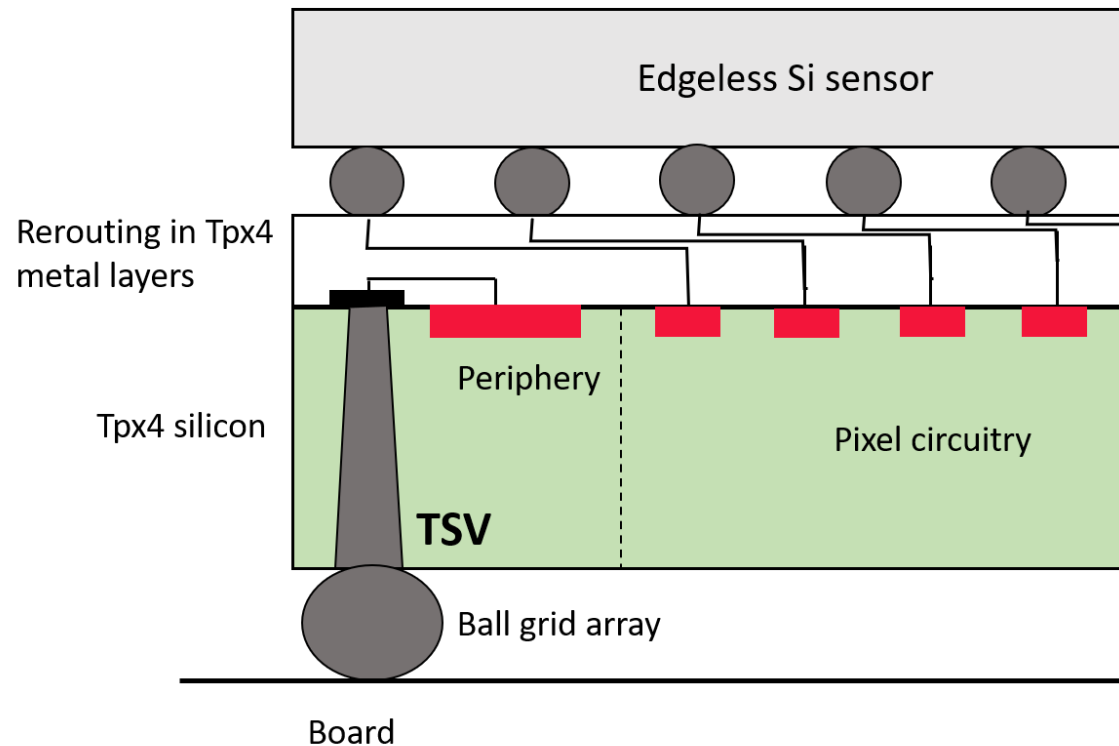 Edgeless Si sensor
Rerouting in Tpx4
metal layers
Periphery
Tpx4 silicon
Pixel circuitry
TSV
Ball grid array
Board